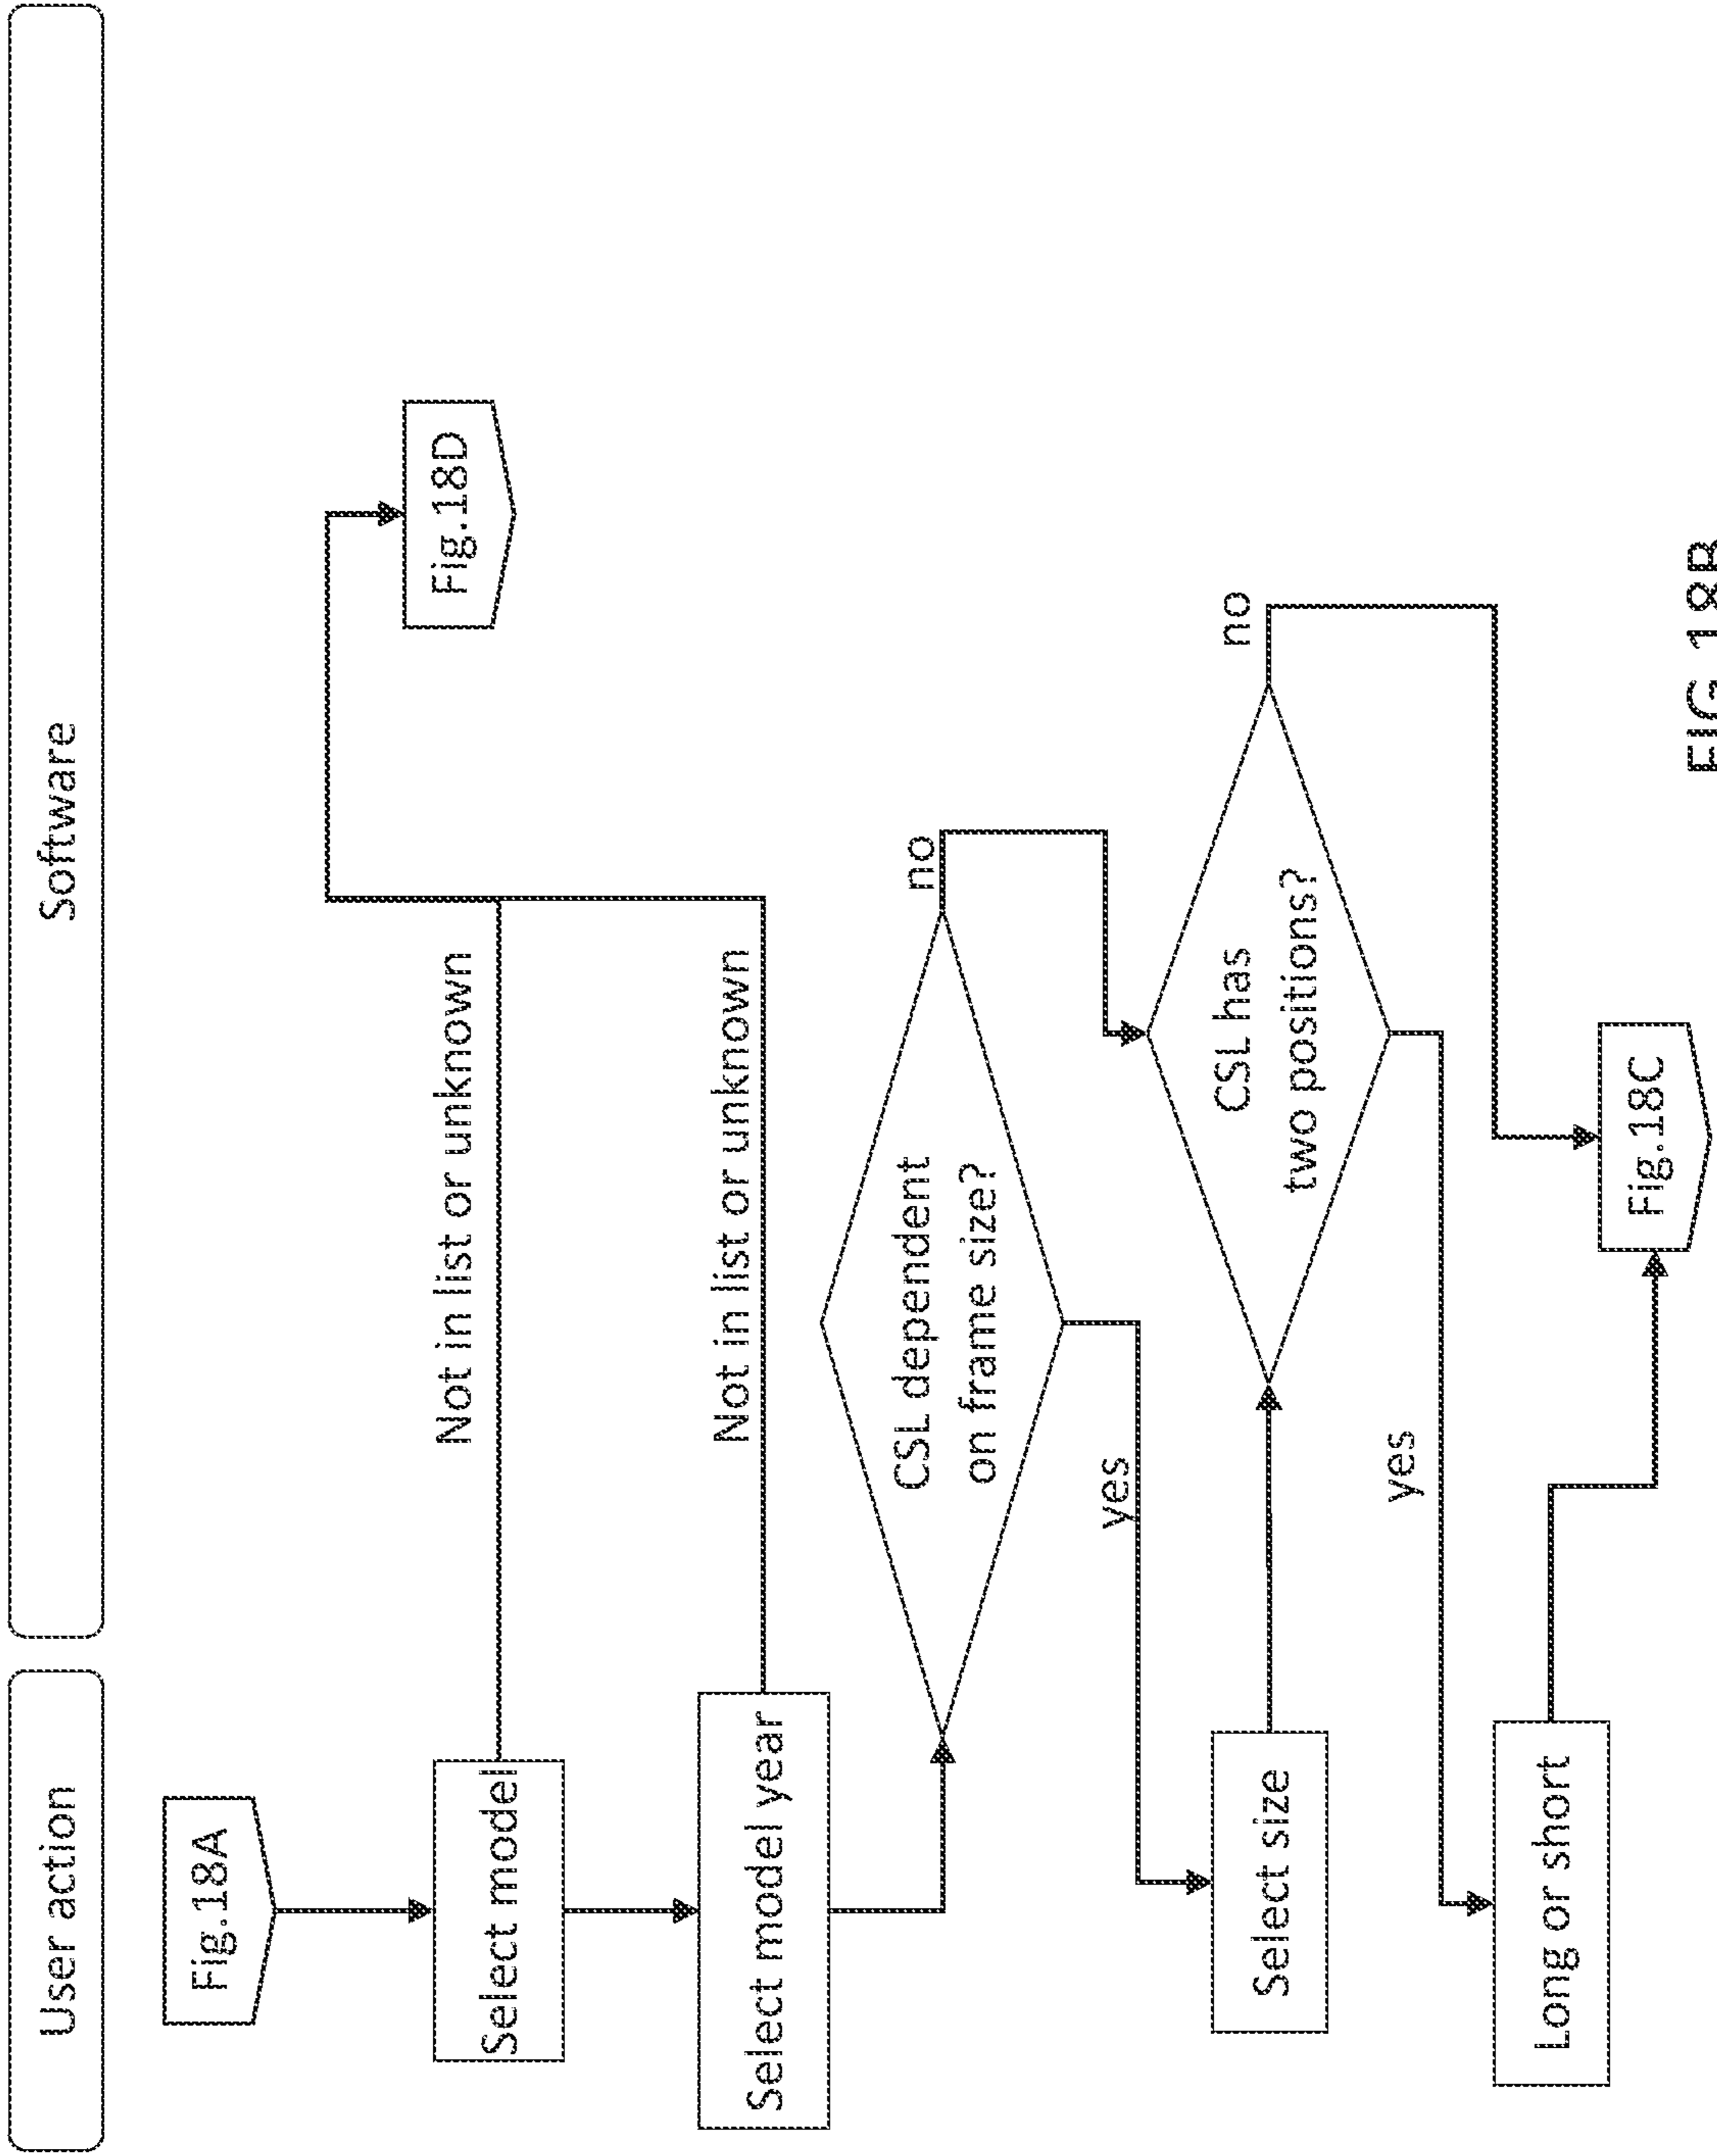 User action
Software
Fig.18A
Select model
Not in list or unknown
Fig.18D
Select model year
Not in list or unknown
CSL dependent
on frame size?
no
yes
Select size
CSL has
two positions?
no
yes
Long or short
Fig.18C
FIG 18B